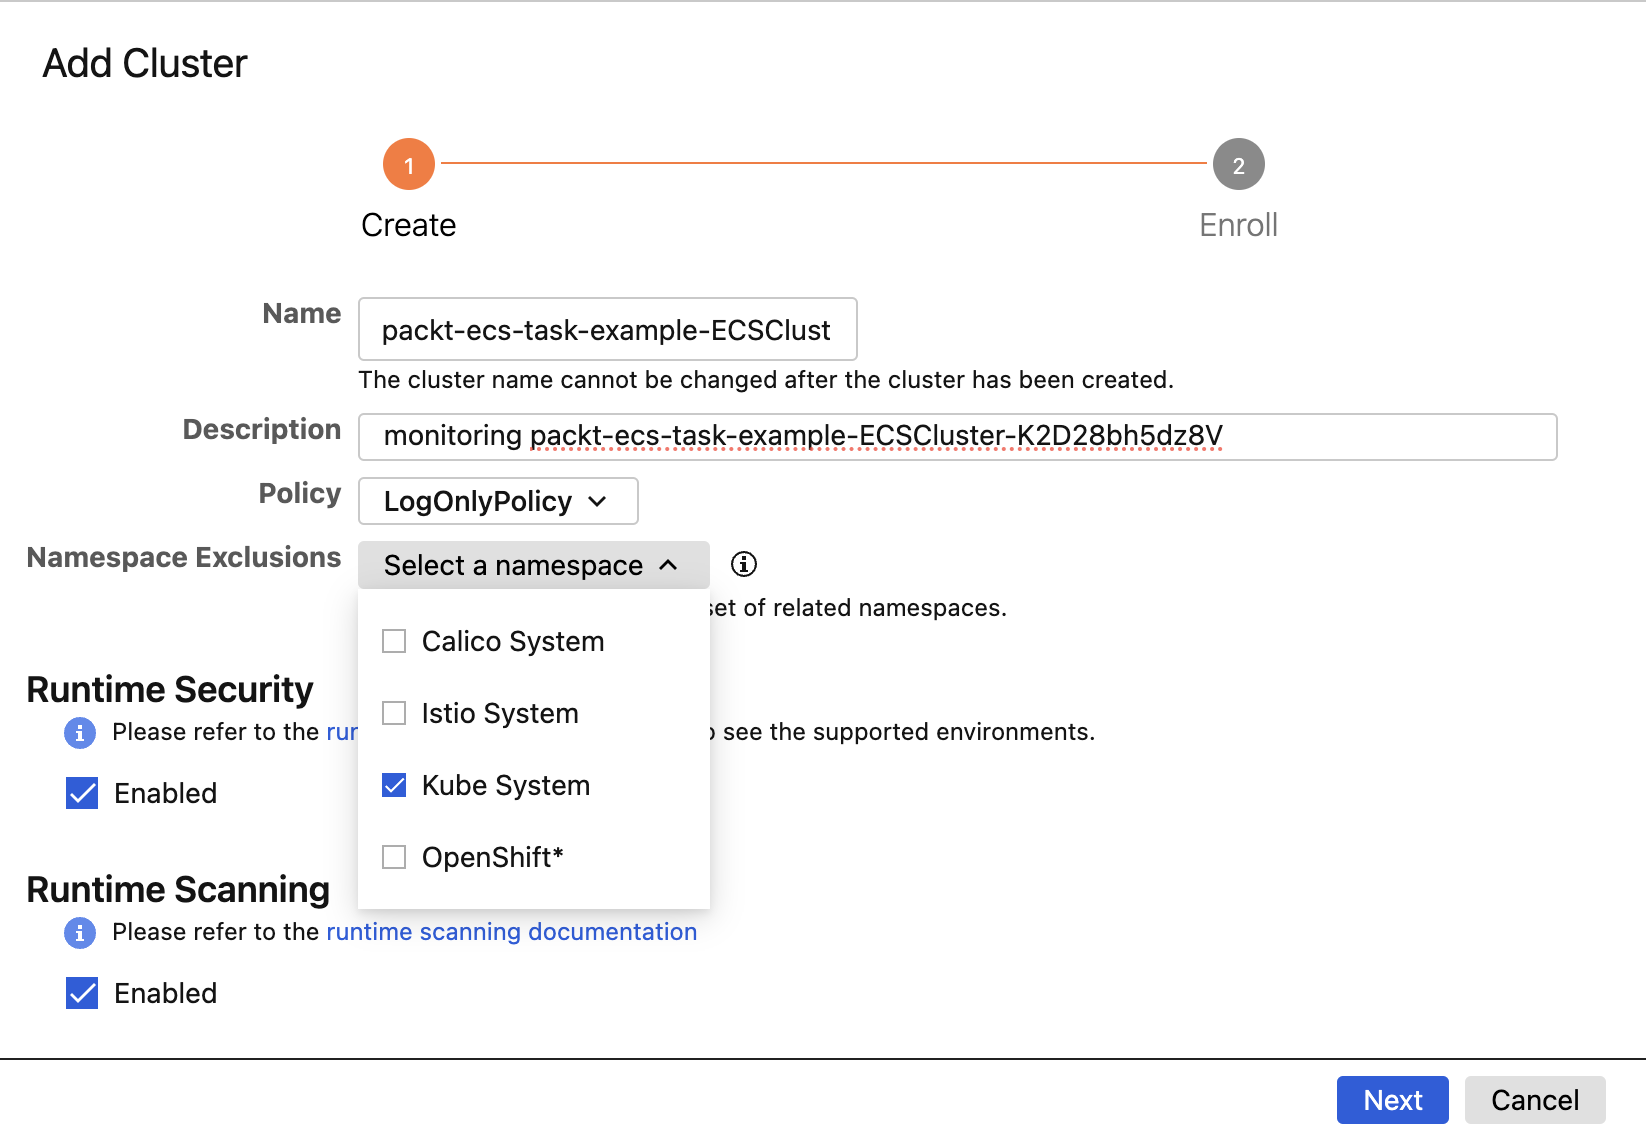 Add Cluster
1
2
Create
Enroll
Name
packt-ecs-task-example-ECSClust
The cluster name cannot be changed after the cluster has been created.
Description
monitoring packt-ecs-task-example-ECSCluster-K2D28bh5dz8V
Policy
LogOnlyPolicy
Namespace Exclusions
Select a namespace
set of related namespaces.
Calico System
Runtime Security
Istio System
Please refer to the see the supported environments.
Kube System
Enabled
OpenShift*
Runtime Scanning
Please refer to the runtime scanning documentation
Enabled
Next
Cancel